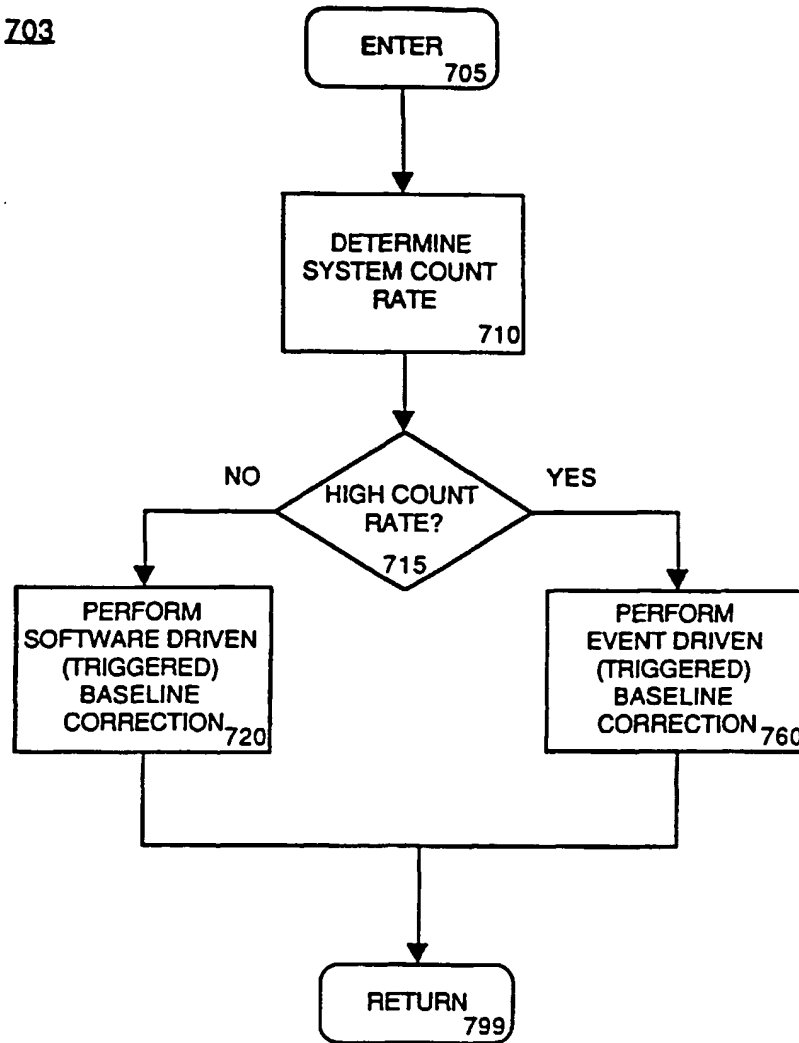 703
ENTER
705
DETERMINE
SYSTEM COUNT
RATE
710
NO
YES
HIGH COUNT
RATE?
715
PERFORM
SOFTWARE DRIVEN
(TRIGGERED)
BASELINE
CORRECTION
720
PERFORM
EVENT DRIVEN
(TRIGGERED)
BASELINE
CORRECTION
760
RETURN
799